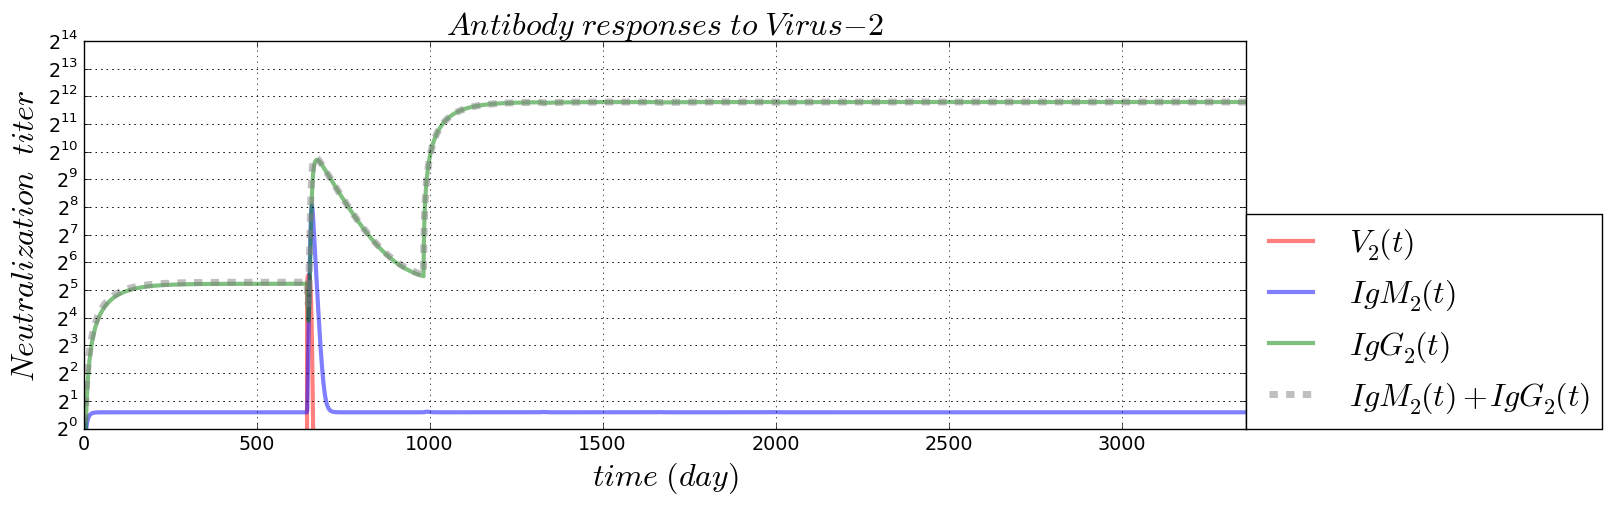 Antibody responses to Virus−2
Neutralization titer
2^14
2^13
2^12
2^11
2^10
2^9
2^8
2^7
2^6
2^5
2^4
2^3
2^2
2^1
2^0
0 500 1000 1500 2000 2500 3000
time (day)
V_2(t)
IgM_2(t)
IgG_2(t)
IgM_2(t) + IgG_2(t)